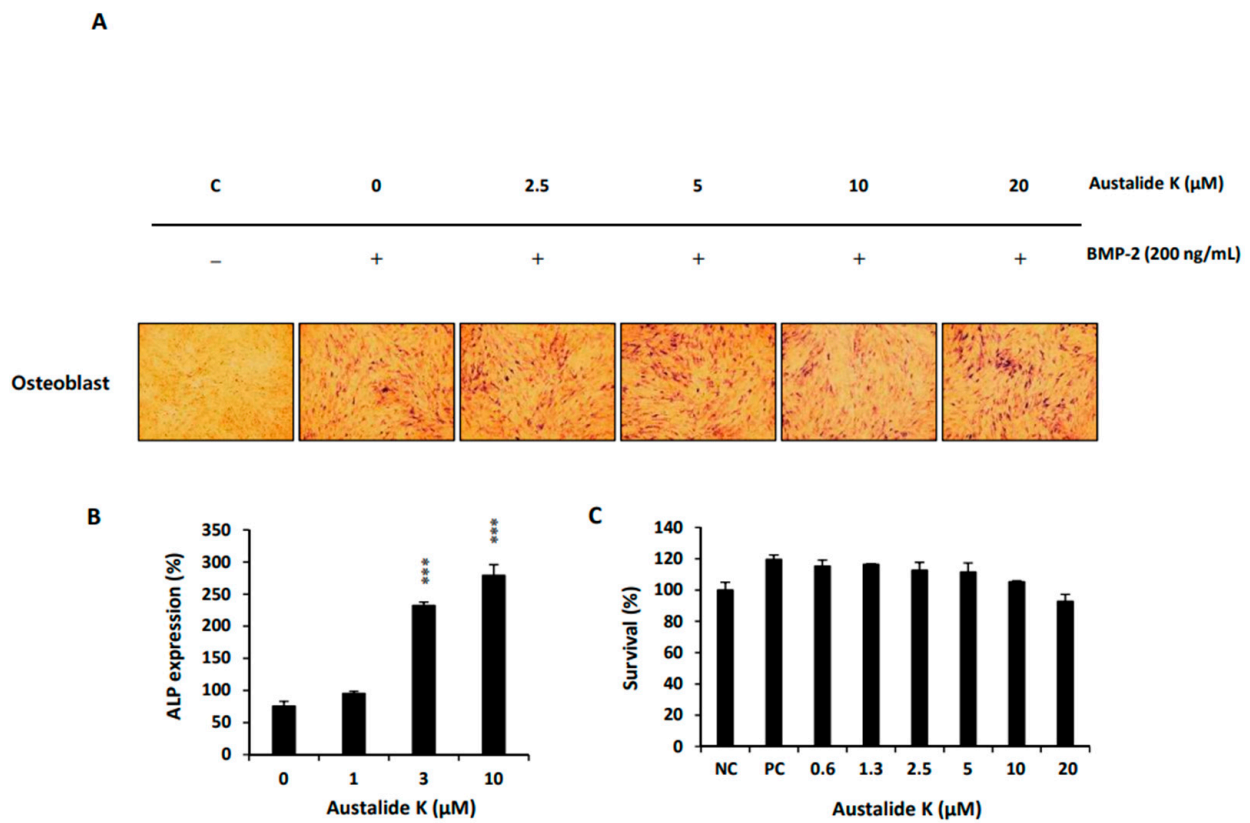 A
C 0 2.5 5 10 20 Austalide K (µM)
– + + + + + BMP-2 (200 ng/mL)
Osteoblast
B
350
300
250
200
150
100
50
0
ALP expression (%)
*** ***
0 1 3 10
Austalide K (µM)
C
140
120
100
80
60
40
20
0
Survival (%)
NC PC 0.6 1.3 2.5 5 10 20
Austalide K (µM)